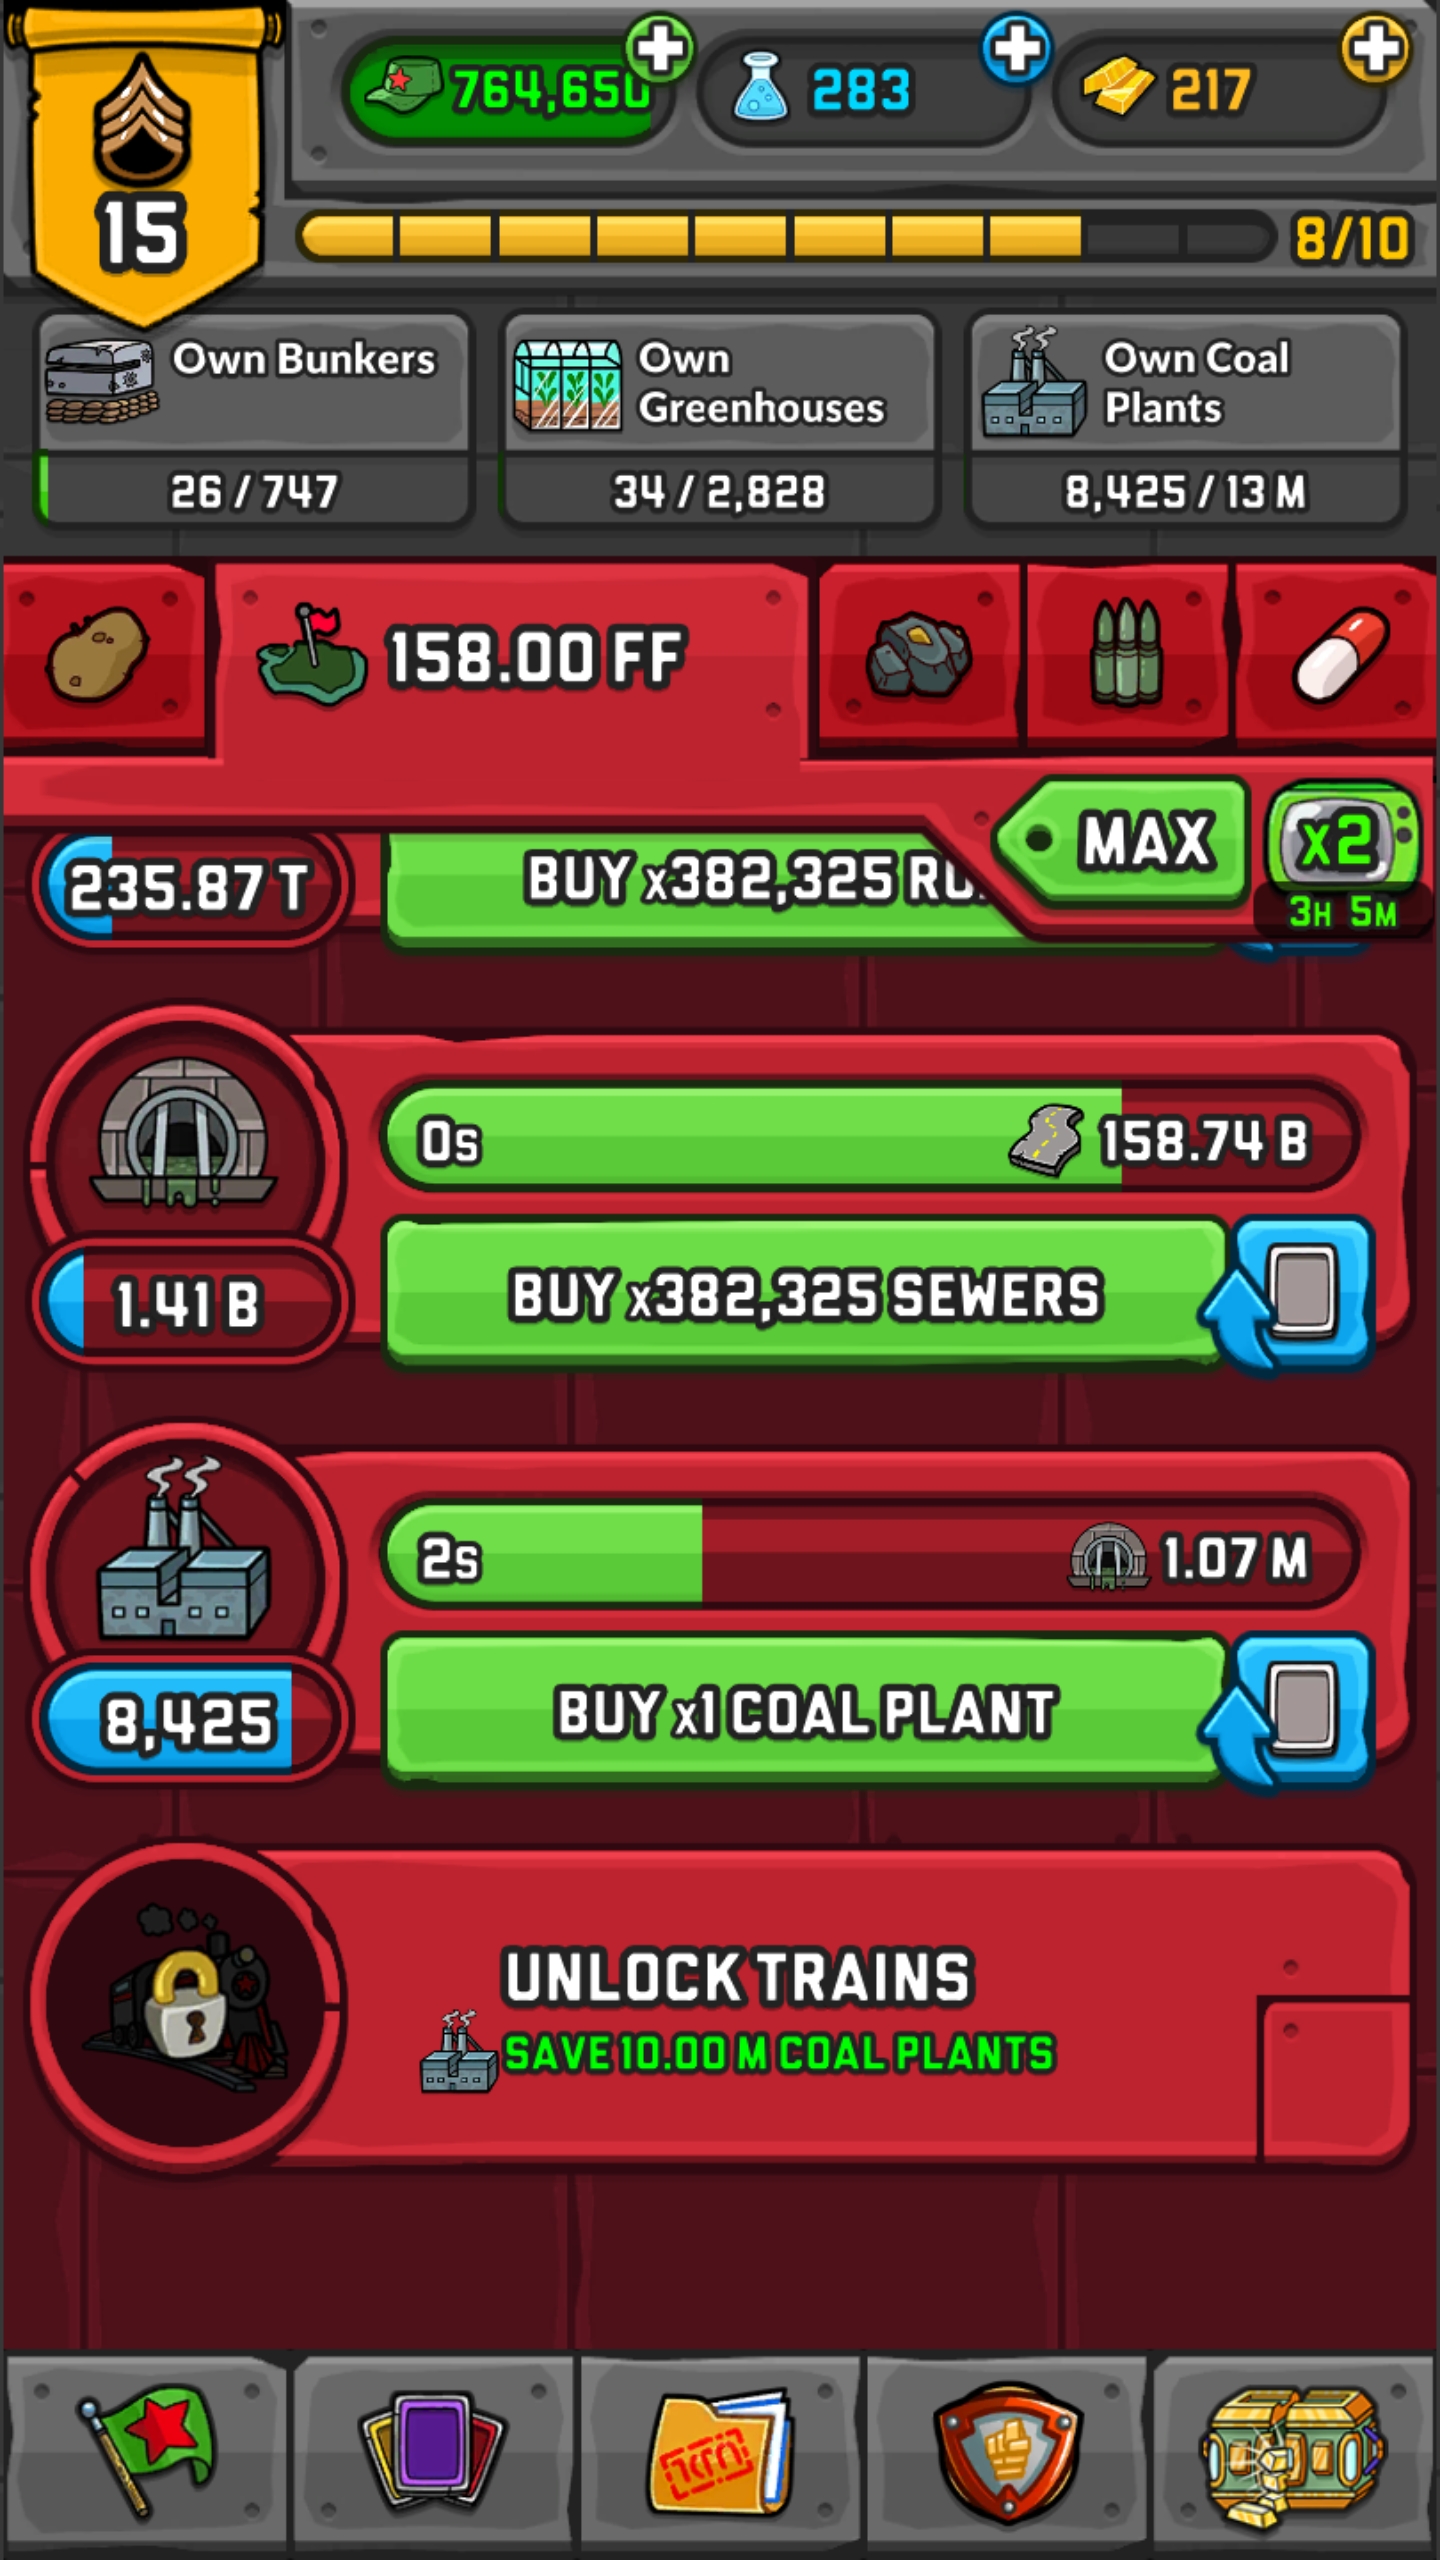 764,650
283
217
15
8/10
Own Bunkers
26 / 747
Own
Greenhouses
34 / 2,828
Own Coal
Plants
8,425 / 13 M
158.00 FF
MAX
x2
3H 5M
235.87 T
BUY x382,325
0s
158.74 B
1.41 B
BUY x382,325 SEWERS
2s
1.07 M
8,425
BUY x1 COAL PLANT
UNLOCK TRAINS
SAVE 10.00 M COAL PLANTS